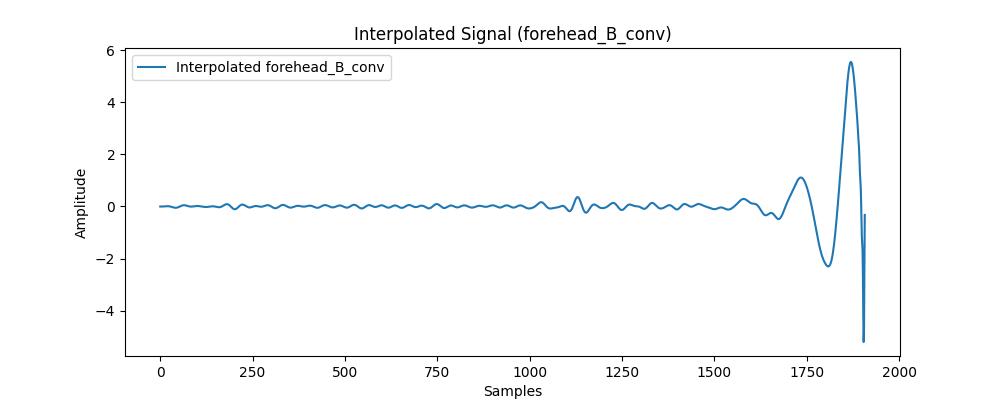 Interpolated Signal (forehead_B_conv)
Interpolated forehead_B_conv
6
4
2
0
−2
−4
Amplitude
0 250 500 750 1000 1250 1500 1750 2000
Samples